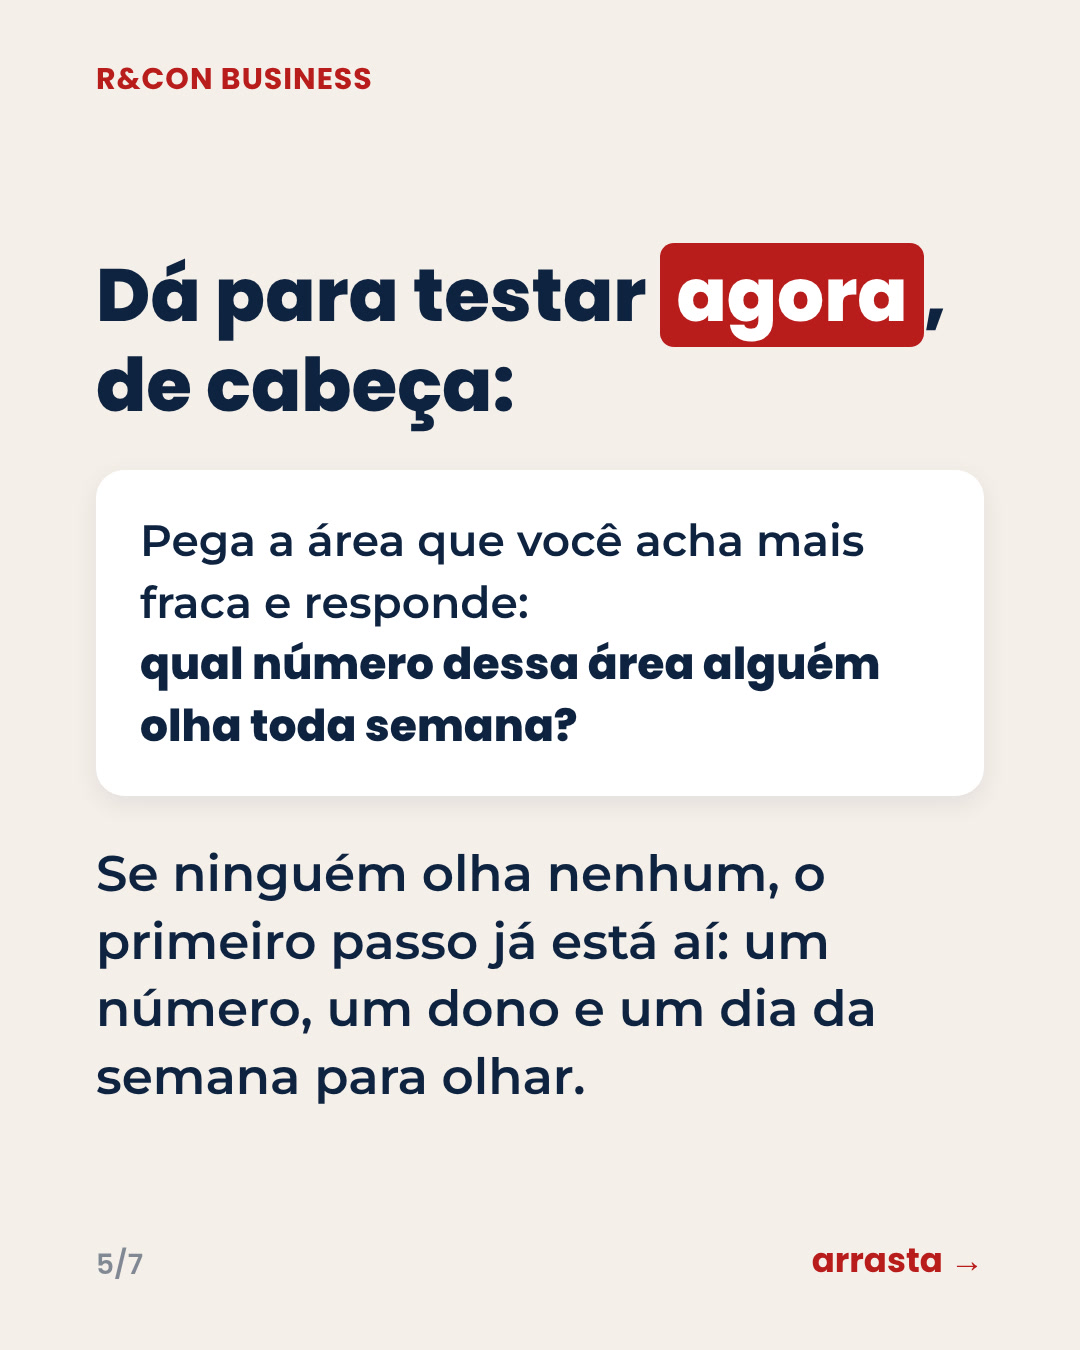 R&CON BUSINESS
Dá para testar agora,
de cabeça:
Pega a área que você acha mais
fraca e responde:
qual número dessa área alguém
olha toda semana?
Se ninguém olha nenhum, o
primeiro passo já está aí: um
número, um dono e um dia da
semana para olhar.
5/7
arrasta →